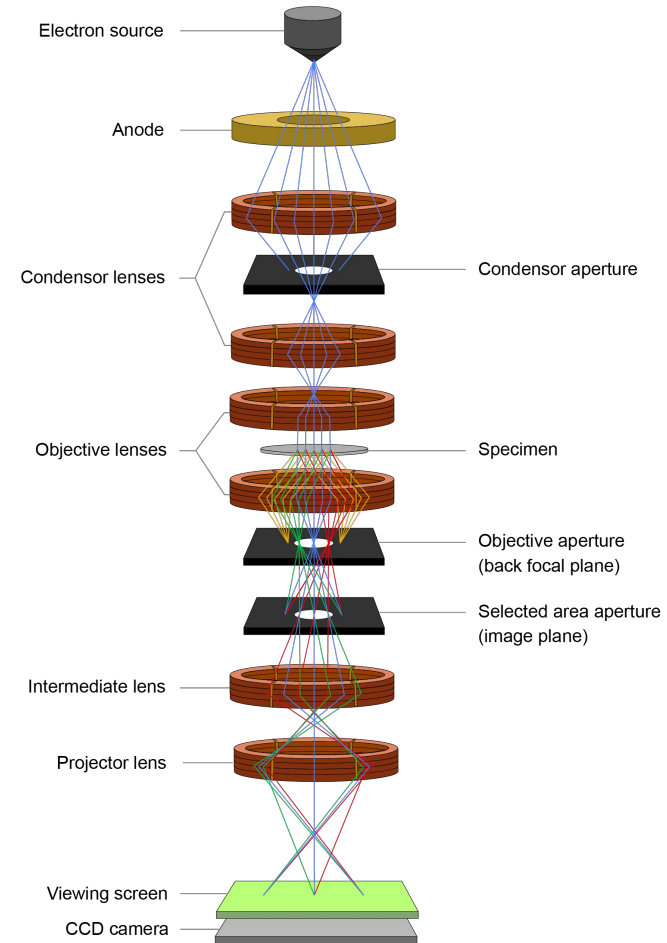 Electron source
Anode
Condensor lenses
Condensor aperture
Objective lenses
Specimen
Objective aperture
(back focal plane)
Selected area aperture
(image plane)
Intermediate lens
Projector lens
Viewing screen
CCD camera